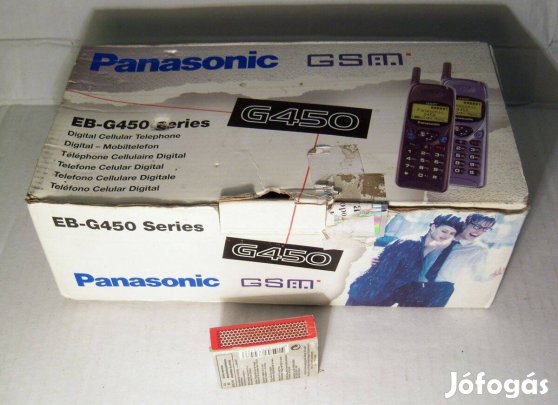 Panasonic GSM
G450
EB-G450 Series
Digital Cellular Telephone
Digital – Mobiltelefon
Téléphone Cellulaire Digital
Telefone Celular Digital
Telefono Cellulare Digitale
Teléfono Celular Digital
EB-G450 Series
G450
Panasonic GSM
Jófogás